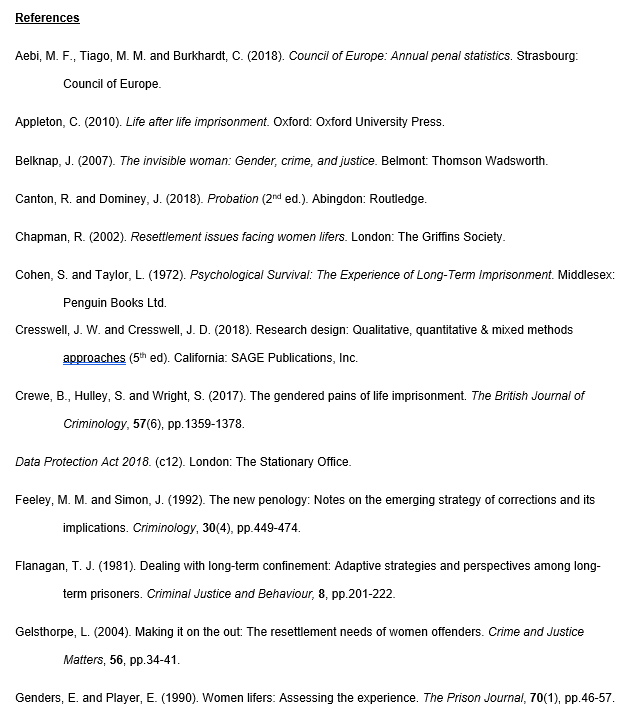 References
Aebi, M. F., Tiago, M. M. and Burkhardt, C. (2018). Council of Europe: Annual penal statistics. Strasbourg:
Council of Europe.
Appleton, C. (2010). Life after life imprisonment. Oxford: Oxford University Press.
Belknap, J. (2007). The invisible woman: Gender, crime, and justice. Belmont: Thomson Wadsworth.
Canton, R. and Dominey, J. (2018). Probation (2nd ed.). Abingdon: Routledge.
Chapman, R. (2002). Resettlement issues facing women lifers. London: The Griffins Society.
Cohen, S. and Taylor, L. (1972). Psychological Survival: The Experience of Long-Term Imprisonment. Middlesex:
Penguin Books Ltd.
Cresswell, J. W. and Cresswell, J. D. (2018). Research design: Qualitative, quantitative & mixed methods
approaches (5th ed). California: SAGE Publications, Inc.
Crewe, B., Hulley, S. and Wright, S. (2017). The gendered pains of life imprisonment. The British Journal of
Criminology, 57(6), pp.1359-1378.
Data Protection Act 2018. (c12). London: The Stationary Office.
Feeley, M. M. and Simon, J. (1992). The new penology: Notes on the emerging strategy of corrections and its
implications. Criminology, 30(4), pp.449-474.
Flanagan, T. J. (1981). Dealing with long-term confinement: Adaptive strategies and perspectives among long-
term prisoners. Criminal Justice and Behaviour, 8, pp.201-222.
Gelsthorpe, L. (2004). Making it on the out: The resettlement needs of women offenders. Crime and Justice
Matters, 56, pp.34-41.
Genders, E. and Player, E. (1990). Women lifers: Assessing the experience. The Prison Journal, 70(1), pp.46-57.